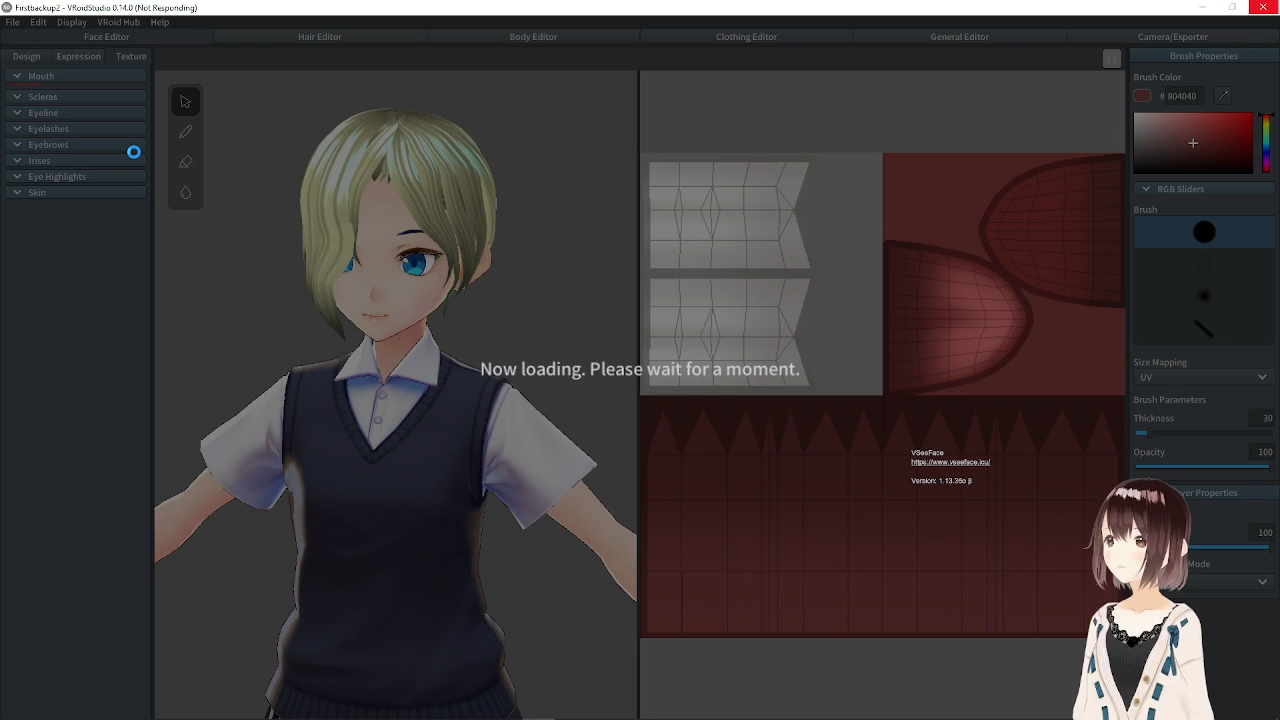 Firstbackup2 - VRoidStudio 0.14.0 (Not Responding)
File Edit Display VRoid Hub Help
Face Editor Hair Editor Body Editor Clothing Editor General Editor Camera/Exporter
Design Expression Texture
Mouth
Scleras
Eyeline
Eyelashes
Eyebrows
Irises
Eye Highlights
Skin
Now loading. Please wait for a moment.
VSeeFace
https://www.vseeface.icu/
Version: 1.13.36o β
Brush Properties
Brush Color
# 804040
RGB Sliders
Brush
Size Mapping
UV
Brush Parameters
Thickness 30
Opacity 100
Properties
100
Mode